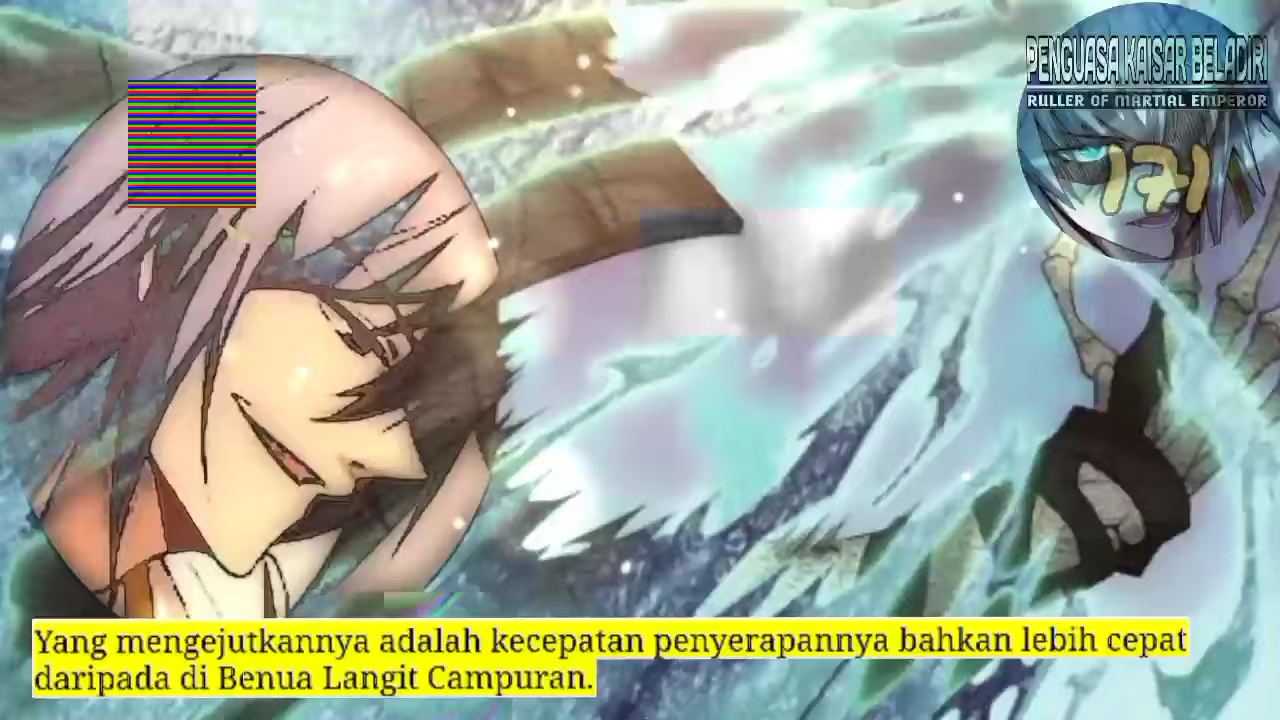 PENGUASA KAISAR BELADIRI
RULLER OF MARTIAL EMPEROR
171
Yang mengejutkannya adalah kecepatan penyerapannya bahkan lebih cepat
daripada di Benua Langit Campuran.